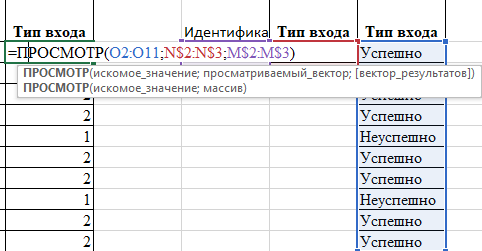 Тип входа Идентифика Тип входа Тип входа
=ПРОСМОТР(O2:O11;N$2:N$3;M$2:M$3) Успешно
ПРОСМОТР(искомое_значение; просматриваемый_вектор; [вектор_результатов])
ПРОСМОТР(искомое_значение; массив)
Успешно
2 Успешно
1 Неуспешно
2 Успешно
2 Успешно
1 Неуспешно
2 Успешно
2 Успешно